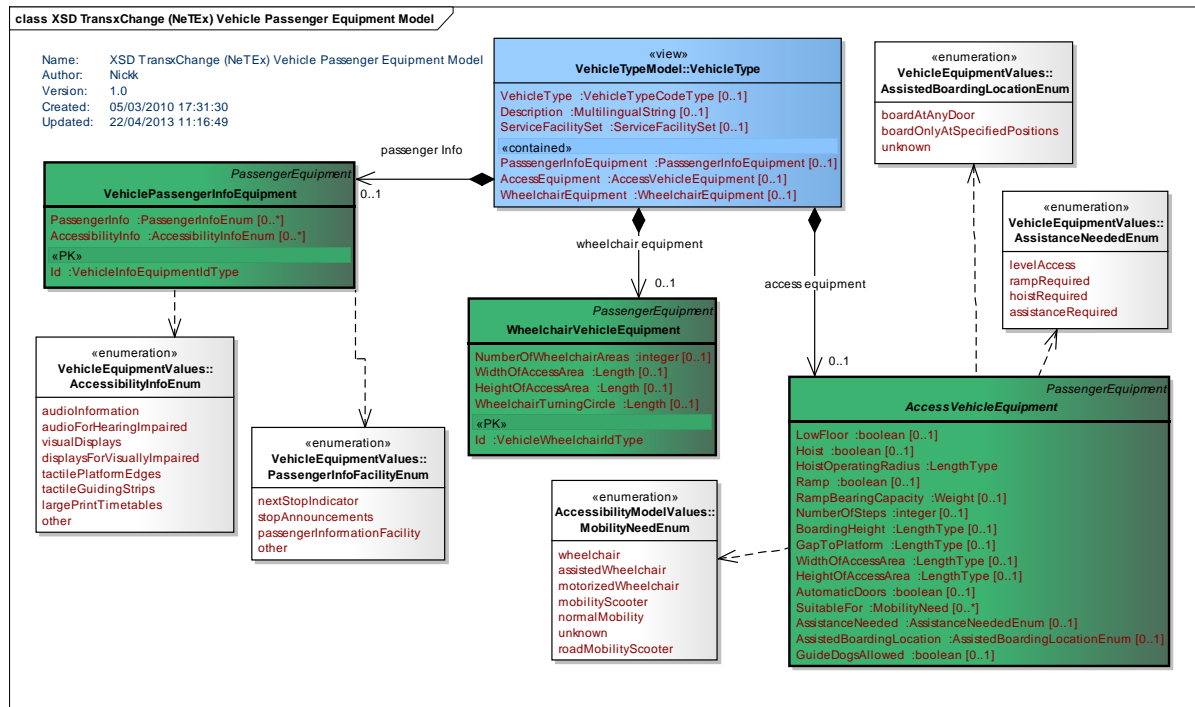 class XSD TransxChange (NeTEx) Vehicle Passenger Equipment Model
Name: XSD TransxChange (NeTEx) Vehicle Passenger Equipment Model
Author: Nickk
Version: 1.0
Created: 05/03/2010 17:31:30
Updated: 22/04/2013 11:16:49
«view»
VehicleTypeModel::VehicleType
VehicleType :VehicleTypeCodeType [0..1]
Description :MultilingualString [0..1]
ServiceFacilitySet :ServiceFacilitySet [0..1]
«contained»
PasssengerInfoEquipment :PasssengerInfoEquipment [0..1]
AccessEquipment :AccessVehicleEquipment [0..1]
WheelchairEquipment :WheelchairEquipment [0..1]
«enumeration»
VehicleEquipmentValues::
AssistedBoardingLocationEnum
boardAtAnyDoor
boardOnlyAtSpecifiedPositions
unknown
passenger Info
0..1
PassengerEquipment
VehiclePassengerInfoEquipment
PassengerInfo :PassengerInfoEnum [0..*]
AccessibilityInfo :AccessibilityInfoEnum [0..*]
«PK»
Id :VehicleInfoEquipmentIdType
«enumeration»
VehicleEquipmentValues::
AssistanceNeededEnum
levelAccess
rampRequired
hoistRequired
assistanceRequired
wheelchair equipment
0..1
access equipment
0..1
PassengerEquipment
WheelchairVehicleEquipment
NumberOfWheelchairAreas :integer [0..1]
WidthOfAccessArea :Length [0..1]
HeightOfAccessArea :Length [0..1]
WheelchairTurningCircle :Length [0..1]
«PK»
Id :VehicleWheelchairIdType
«enumeration»
VehicleEquipmentValues::
AccessibilityInfoEnum
audioInformation
audioForHearingImpaired
visualDisplays
displaysForVisuallyImpaired
tactilePlatformEdges
tactileGuidingStrips
largePrintTimetables
other
«enumeration»
VehicleEquipmentValues::
PassengerInfoFacilityEnum
nextStopIndicator
stopAnnouncements
passengerInformationFacility
other
«enumeration»
AccessibilityModelValues::
MobilityNeedEnum
wheelchair
assistedWheelchair
motorizedWheelchair
mobilityScooter
normalMobility
unknown
roadMobilityScooter
PassengerEquipment
AccessVehicleEquipment
LowFloor :boolean [0..1]
Hoist :boolean [0..1]
HoistOperatingRadius :LengthType
Ramp :boolean [0..1]
RampBearingCapacity :Weight [0..1]
NumberOfSteps :integer [0..1]
BoardingHeight :LengthType [0..1]
GapToPlatform :LengthType [0..1]
WidthOfAccessArea :LengthType [0..1]
HeightOfAccessArea :LengthType [0..1]
AutomaticDoors :boolean [0..1]
SuitableFor :MobilityNeed [0..*]
AssistanceNeeded :AssistanceNeededEnum [0..1]
AssistedBoardingLocation :AssistedBoardingLocationEnum [0..1]
GuideDogsAllowed :boolean [0..1]